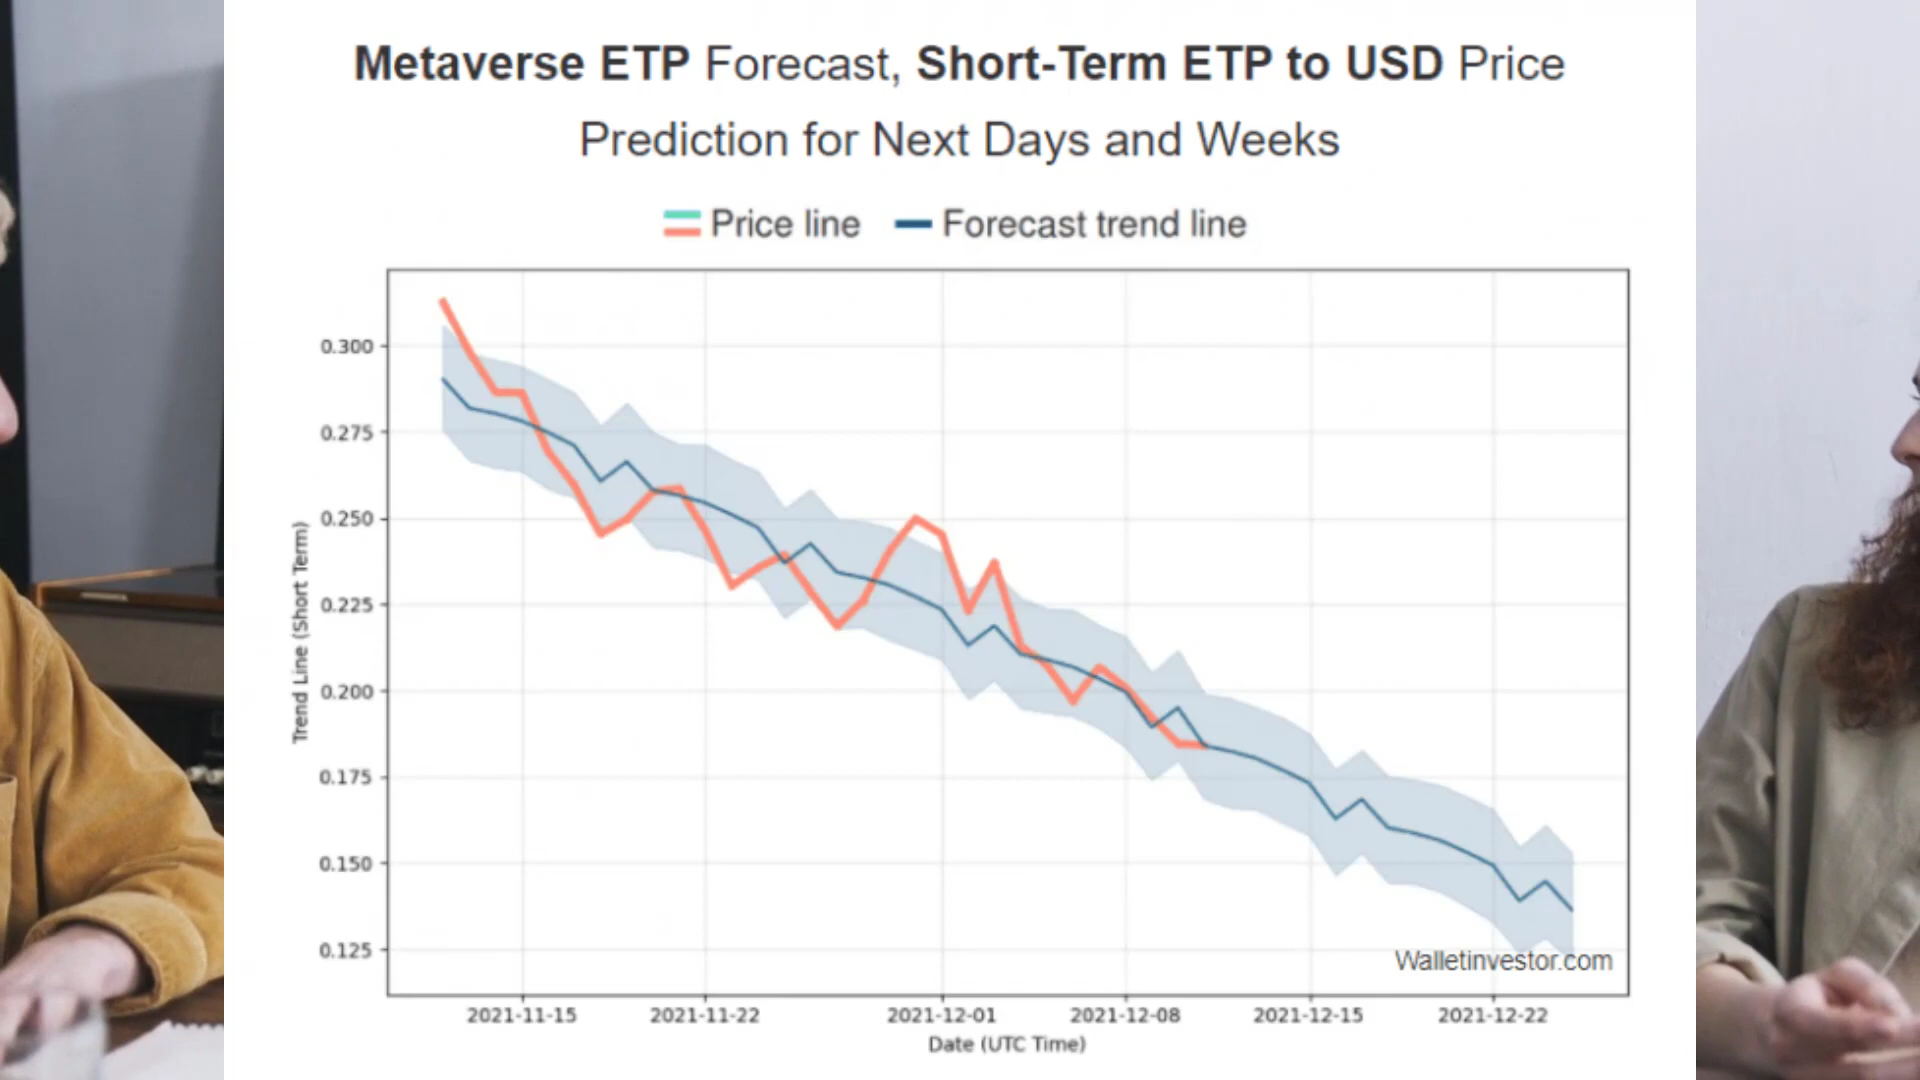 Metaverse ETP Forecast, Short-Term ETP to USD Price
Prediction for Next Days and Weeks
Price line
Forecast trend line
Trend Line (Short Term)
0.300
0.275
0.250
0.225
0.200
0.175
0.150
0.125
Walletinvestor.com
2021-11-15
2021-11-22
2021-12-01
2021-12-08
2021-12-15
2021-12-22
Date (UTC Time)